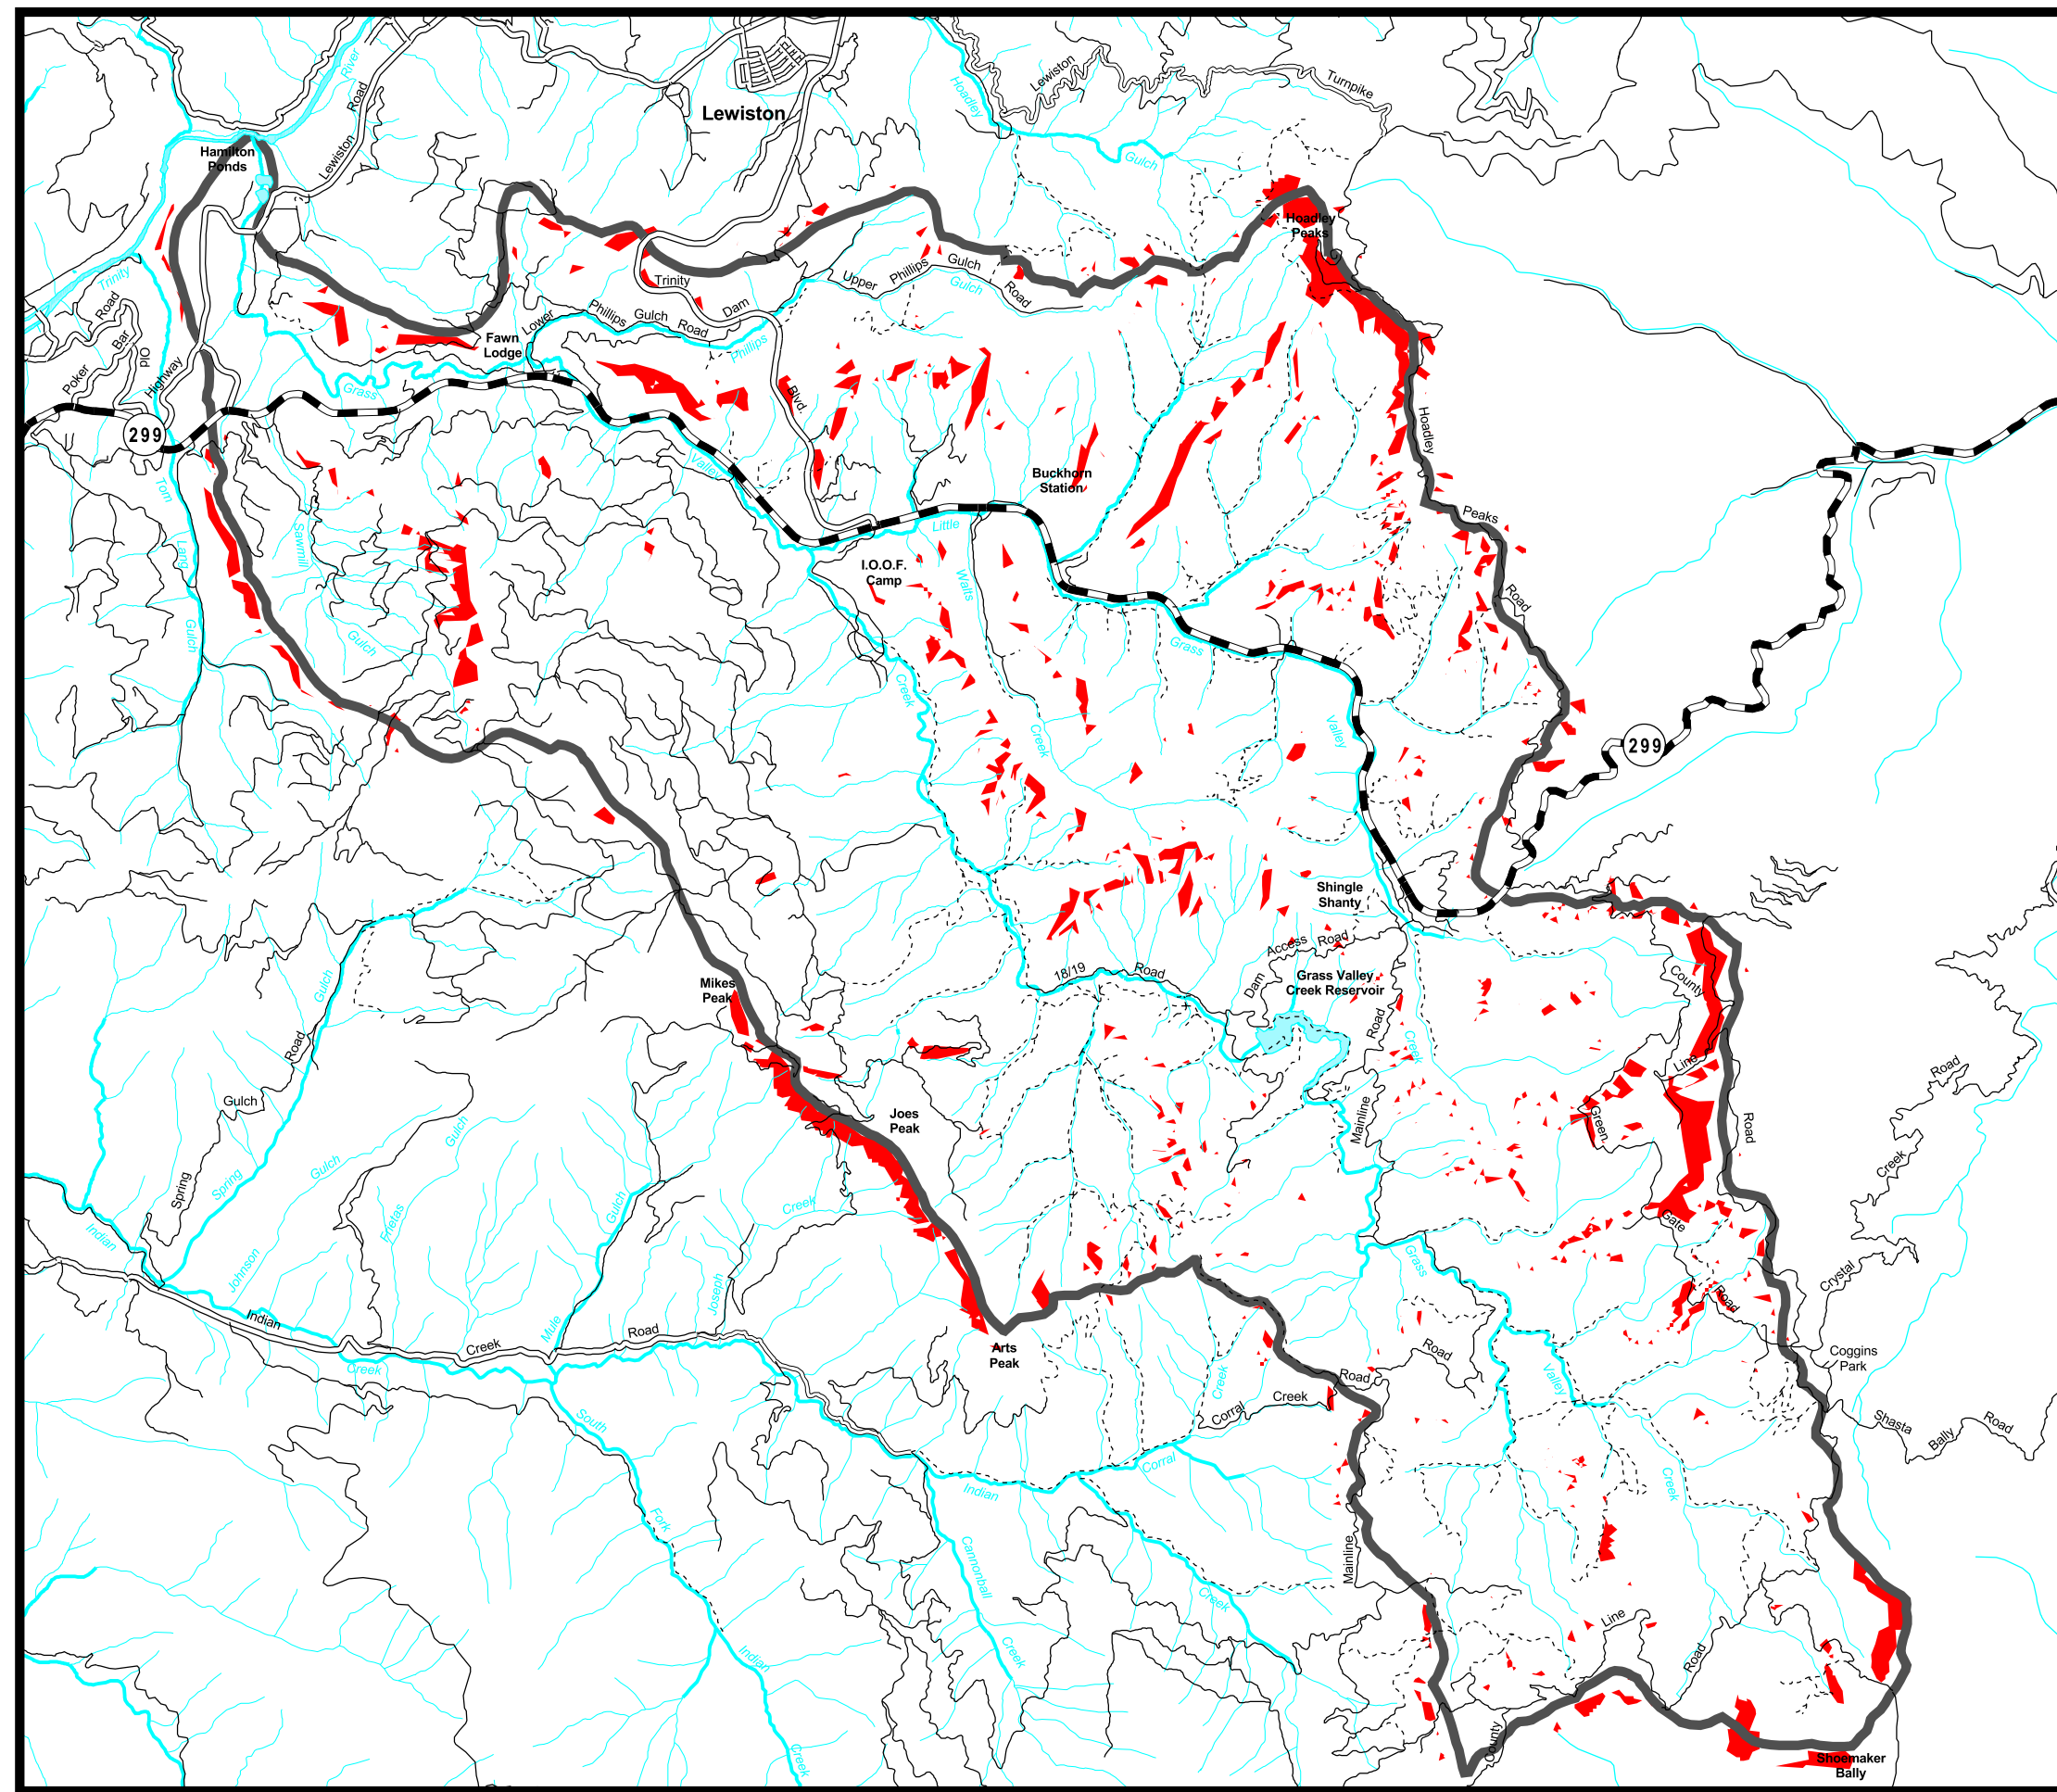 River
Road
Lewiston
Lewiston
Hamilton
Ponds
Hoadley
Lewiston
Turnpike
Gulch
Hoadley
Peaks
Trinity
Poker
Bar
Road
Old
Highway
299
Trinity
Dam
Blvd.
Upper
Phillips
Gulch
Road
Gulch
Lower
Phillips
Gulch
Road
Phillips
Fawn
Lodge
Grass
Valley
Little
Buckhorn
Station
Hoadley
Peaks
Road
Tom
Lang
Gulch
Sawmill
Gulch
I.O.O.F.
Camp
Walts
Creek
Creek
Grass
Valley
Creek
299
Shingle
Shanty
Dam
Access
Road
18/19
Road
Grass Valley
Creek Reservoir
Mainline
Road
County
Line
Road
Green
Gate
Road
Mikes
Peak
Joes
Peak
Arts
Peak
Gulch
Road
Gulch
Spring
Spring
Gulch
Johnson
Gulch
Frietas
Gulch
Mule
Joseph
Creek
Indian
Indian
Creek
Road
Creek
South
Fork
Indian
Creek
Indian
Cannonball
Creek
Corral
Creek
Corral
Creek
Road
Creek
Mainline
Road
Grass
Valley
Creek
Road
Creek
Crystal
Coggins
Park
Shasta
Bally
Road
Line
Road
County
Shoemaker
Bally